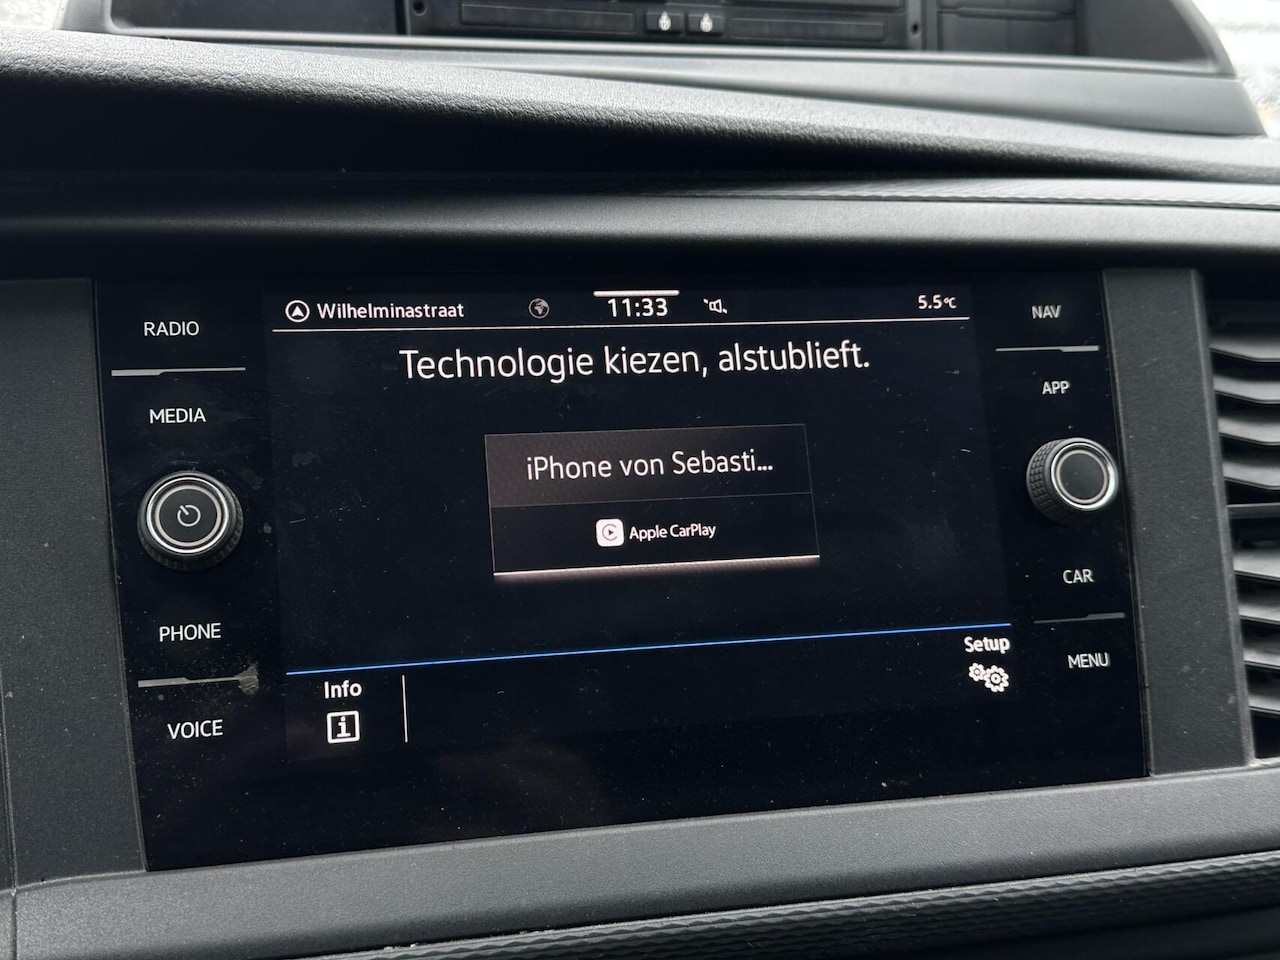 Wilhelminastraat 11:33 5.5°C
Technologie kiezen, alstublieft.
iPhone von Sebasti...
Apple CarPlay
Setup
Info
i
RADIO
MEDIA
PHONE
VOICE
NAV
APP
CAR
MENU